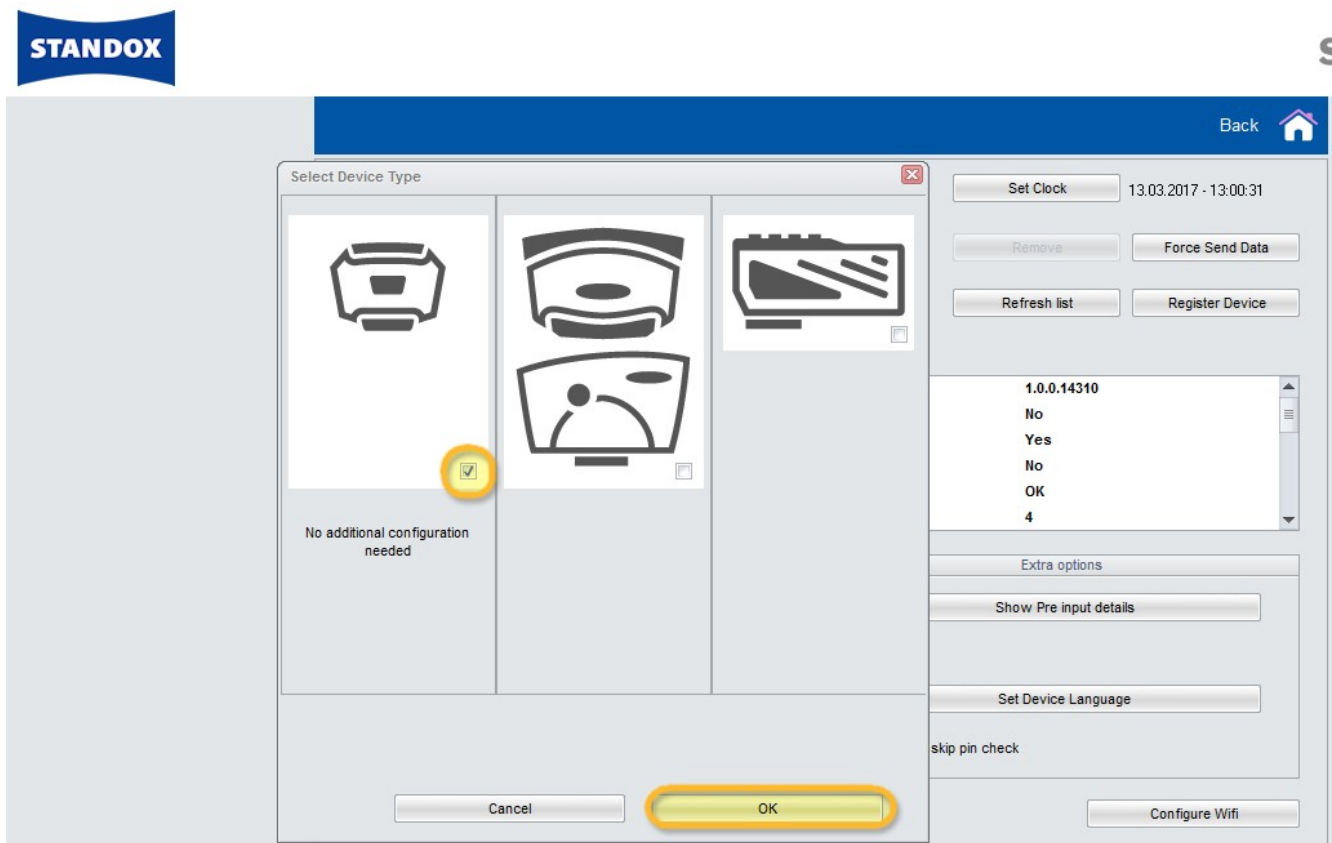 STANDOX
S
Back
Select Device Type
Set Clock
13.03.2017 - 13:00:31
Remove
Force Send Data
Refresh list
Register Device
1.0.0.14310
No
Yes
No
OK
4
No additional configuration
needed
Extra options
Show Pre input details
Set Device Language
skip pin check
Cancel
OK
Configure Wifi